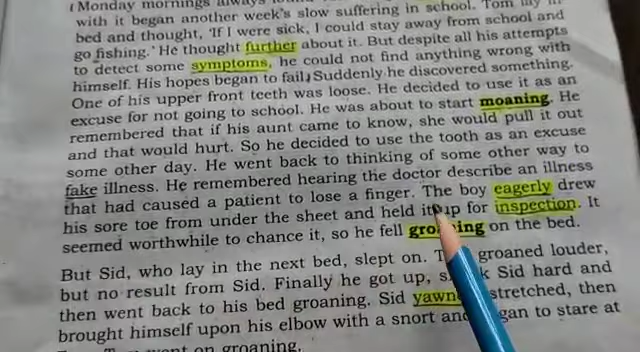 (Monday mornings always
with it began another week's slow suffering in school. Tom lay in
bed and thought, 'If I were sick, I could stay away from school and
go fishing.' He thought further about it. But despite all his attempts
to detect some symptoms, he could not find anything wrong with
himself. His hopes began to fail) Suddenly he discovered something.
One of his upper front teeth was loose. He decided to use it as an
excuse for not going to school. He was about to start moaning. He
remembered that if his aunt came to know, she would pull it out
and that would hurt. So he decided to use the tooth as an excuse
some other day. He went back to thinking of some other way to
fake illness. He remembered hearing the doctor describe an illness
that had caused a patient to lose a finger. The boy eagerly drew
his sore toe from under the sheet and held it up for inspection. It
seemed worthwhile to chance it, so he fell groaning on the bed.
But Sid, who lay in the next bed, slept on. groaned louder,
but no result from Sid. Finally he got up, Sid hard and
then went back to his bed groaning. Sid stretched, then
brought himself upon his elbow with a snort and to stare at
went on groaning.